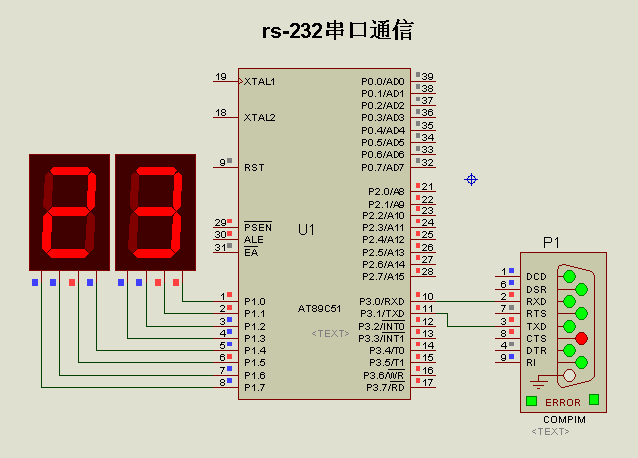 rs-232串口通信
23
19 XTAL1
18 XTAL2
9 RST
29 PSEN
30 ALE
31 EA
1 P1.0
2 P1.1
3 P1.2
4 P1.3
5 P1.4
6 P1.5
7 P1.6
8 P1.7
U1
AT89C51
<TEXT>
P0.0/AD0 39
P0.1/AD1 38
P0.2/AD2 37
P0.3/AD3 36
P0.4/AD4 35
P0.5/AD5 34
P0.6/AD6 33
P0.7/AD7 32
P2.0/A8 21
P2.1/A9 22
P2.2/A10 23
P2.3/A11 24
P2.4/A12 25
P2.5/A13 26
P2.6/A14 27
P2.7/A15 28
P3.0/RXD 10
P3.1/TXD 11
P3.2/INT0 12
P3.3/INT1 13
P3.4/T0 14
P3.5/T1 15
P3.6/WR 16
P3.7/RD 17
P1
1 DCD
6 DSR
2 RXD
7 RTS
3 TXD
8 CTS
4 DTR
9 RI
ERROR
COMPIM
<TEXT>